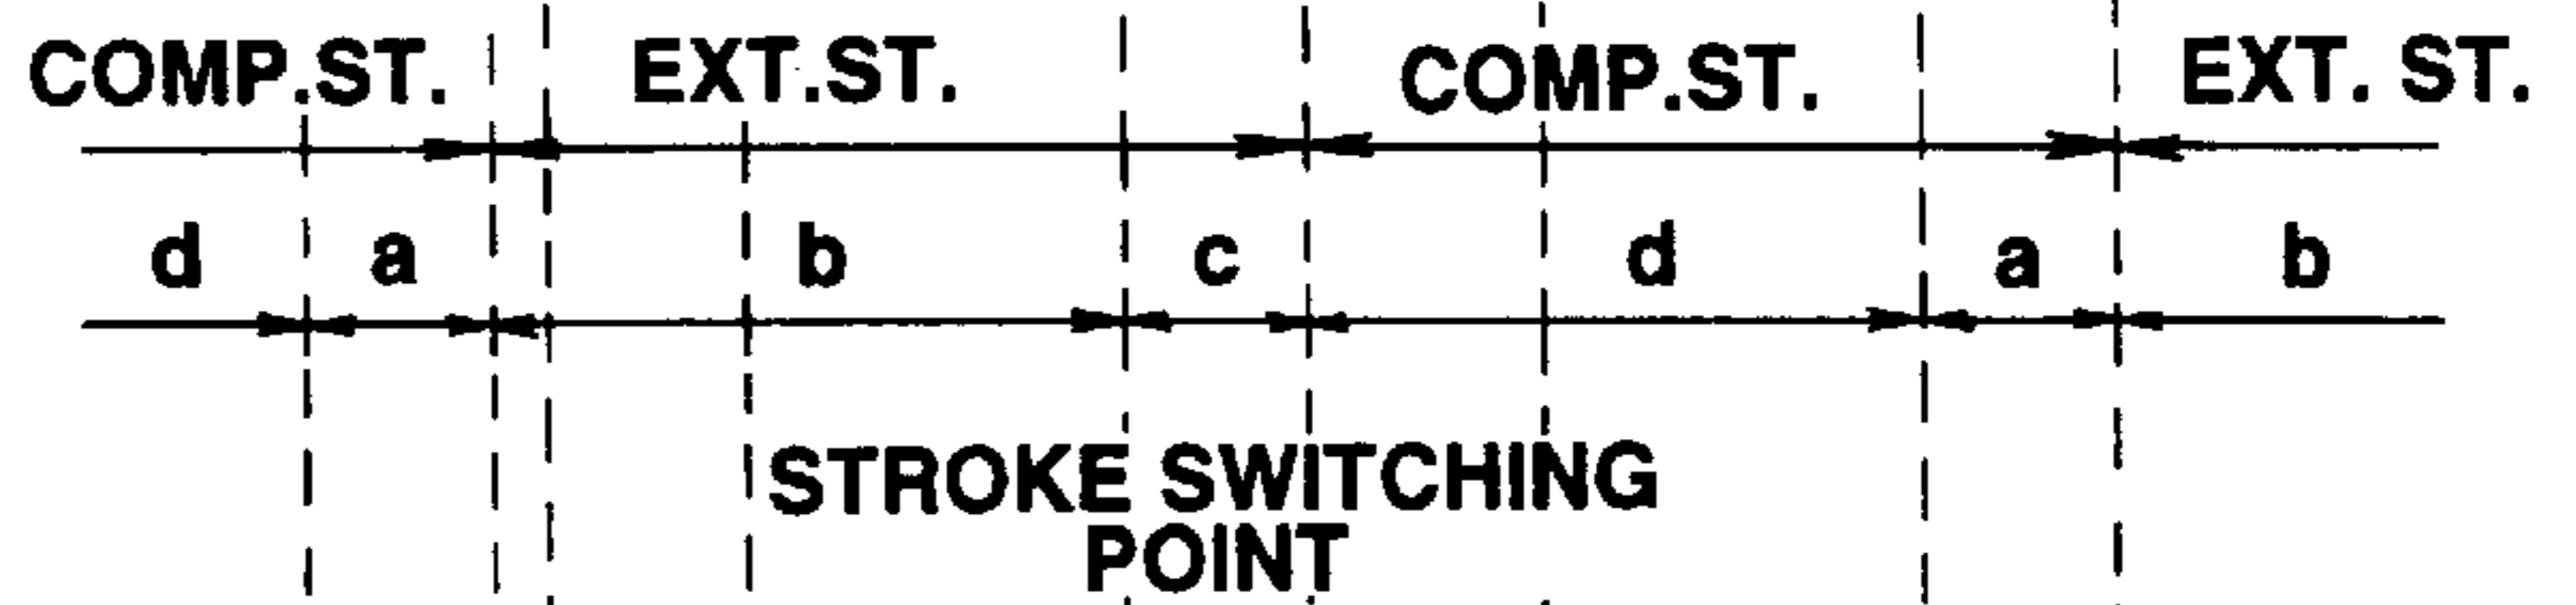 COMP.ST. EXT.ST. COMP.ST. EXT. ST.
d a b c d a b
STROKE SWITCHING
POINT